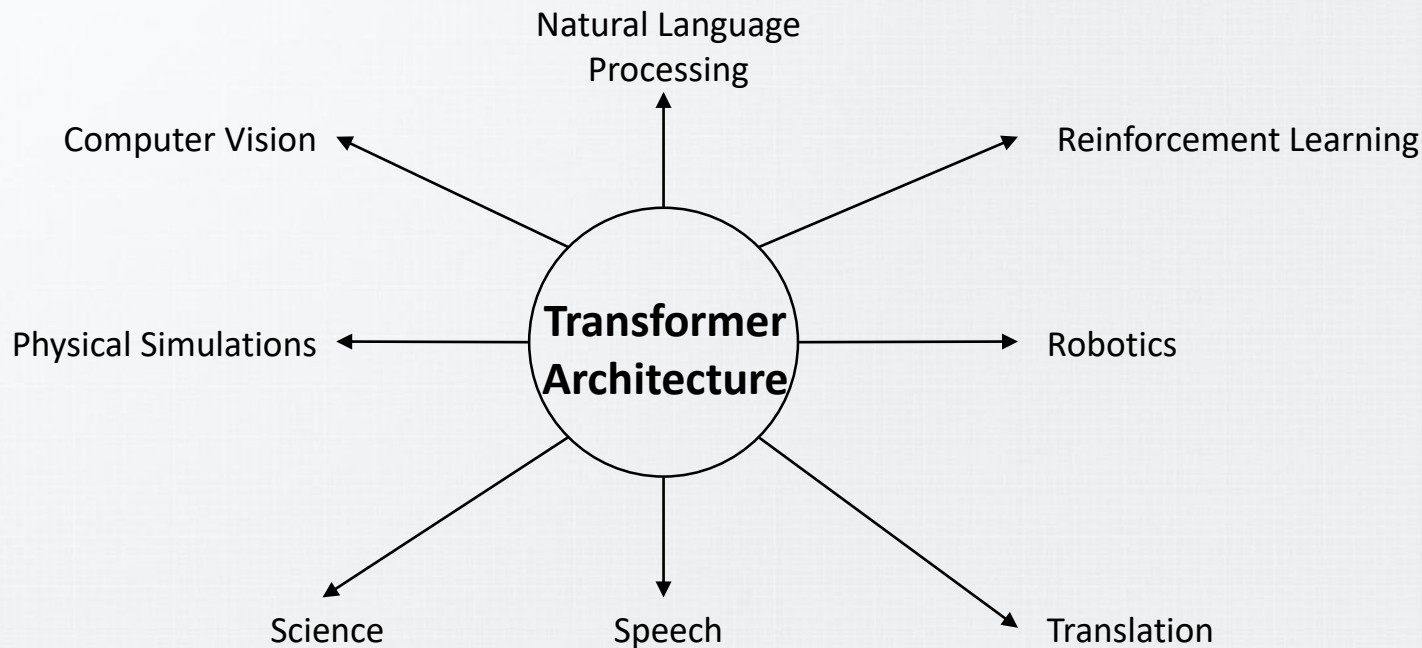 Natural Language
Processing
Computer Vision
Reinforcement Learning
Transformer
Architecture
Physical Simulations
Robotics
Science
Speech
Translation